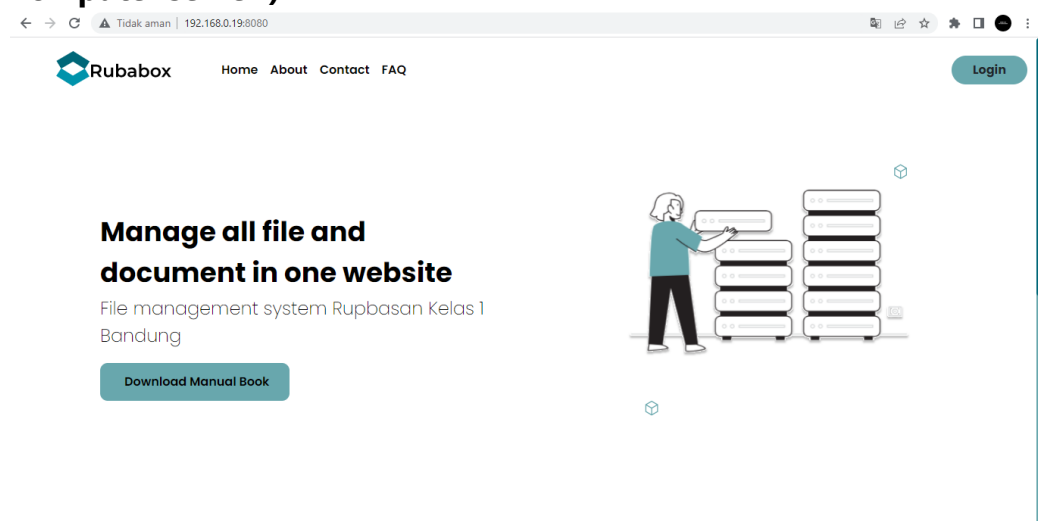 Tidak aman | 192.168.0.19:8080
Rubabox Home About Contact FAQ Login
Manage all file and
document in one website
File management system Rupbasan Kelas 1
Bandung
Download Manual Book